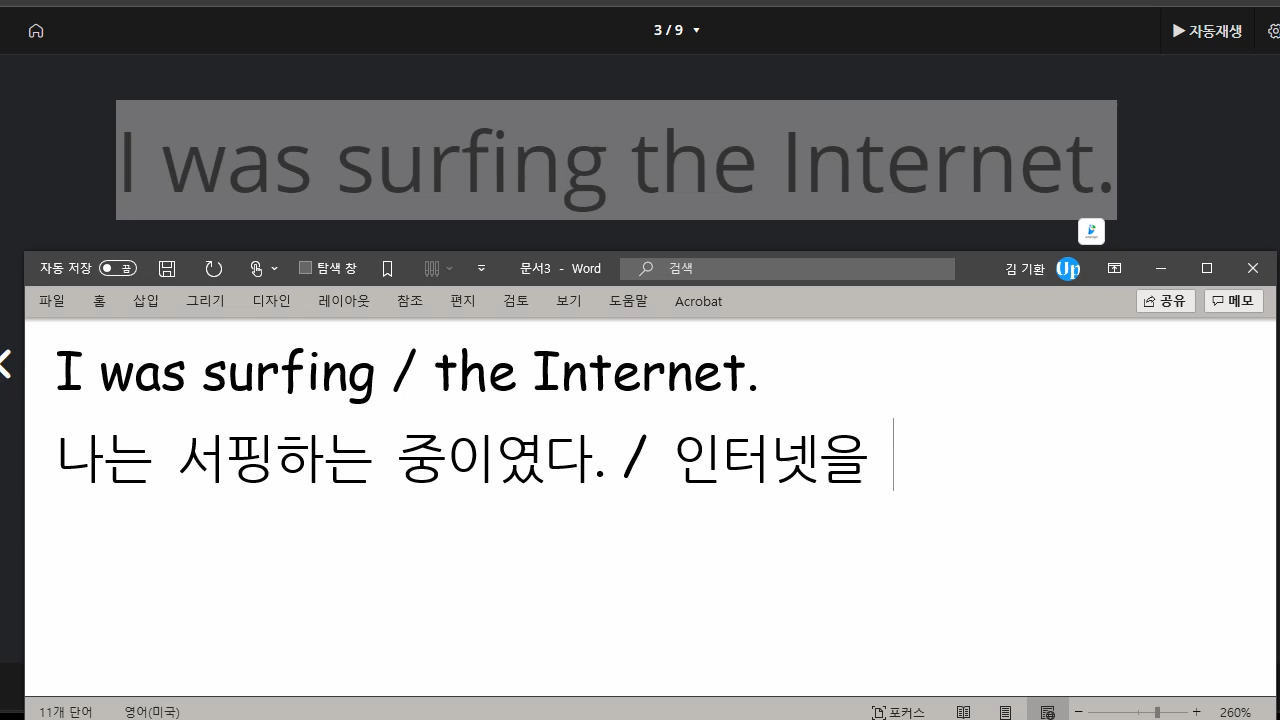 3 / 9
자동재생
I was surfing the Internet.
자동 저장 끔 탐색 창 문서3 - Word 검색 김 기환 Up
파일 홈 삽입 그리기 디자인 레이아웃 참조 편지 검토 보기 도움말 Acrobat 공유 메모
I was surfing / the Internet.
나는 서핑하는 중이였다. / 인터넷을
11개 단어 영어(미국) 포커스 260%